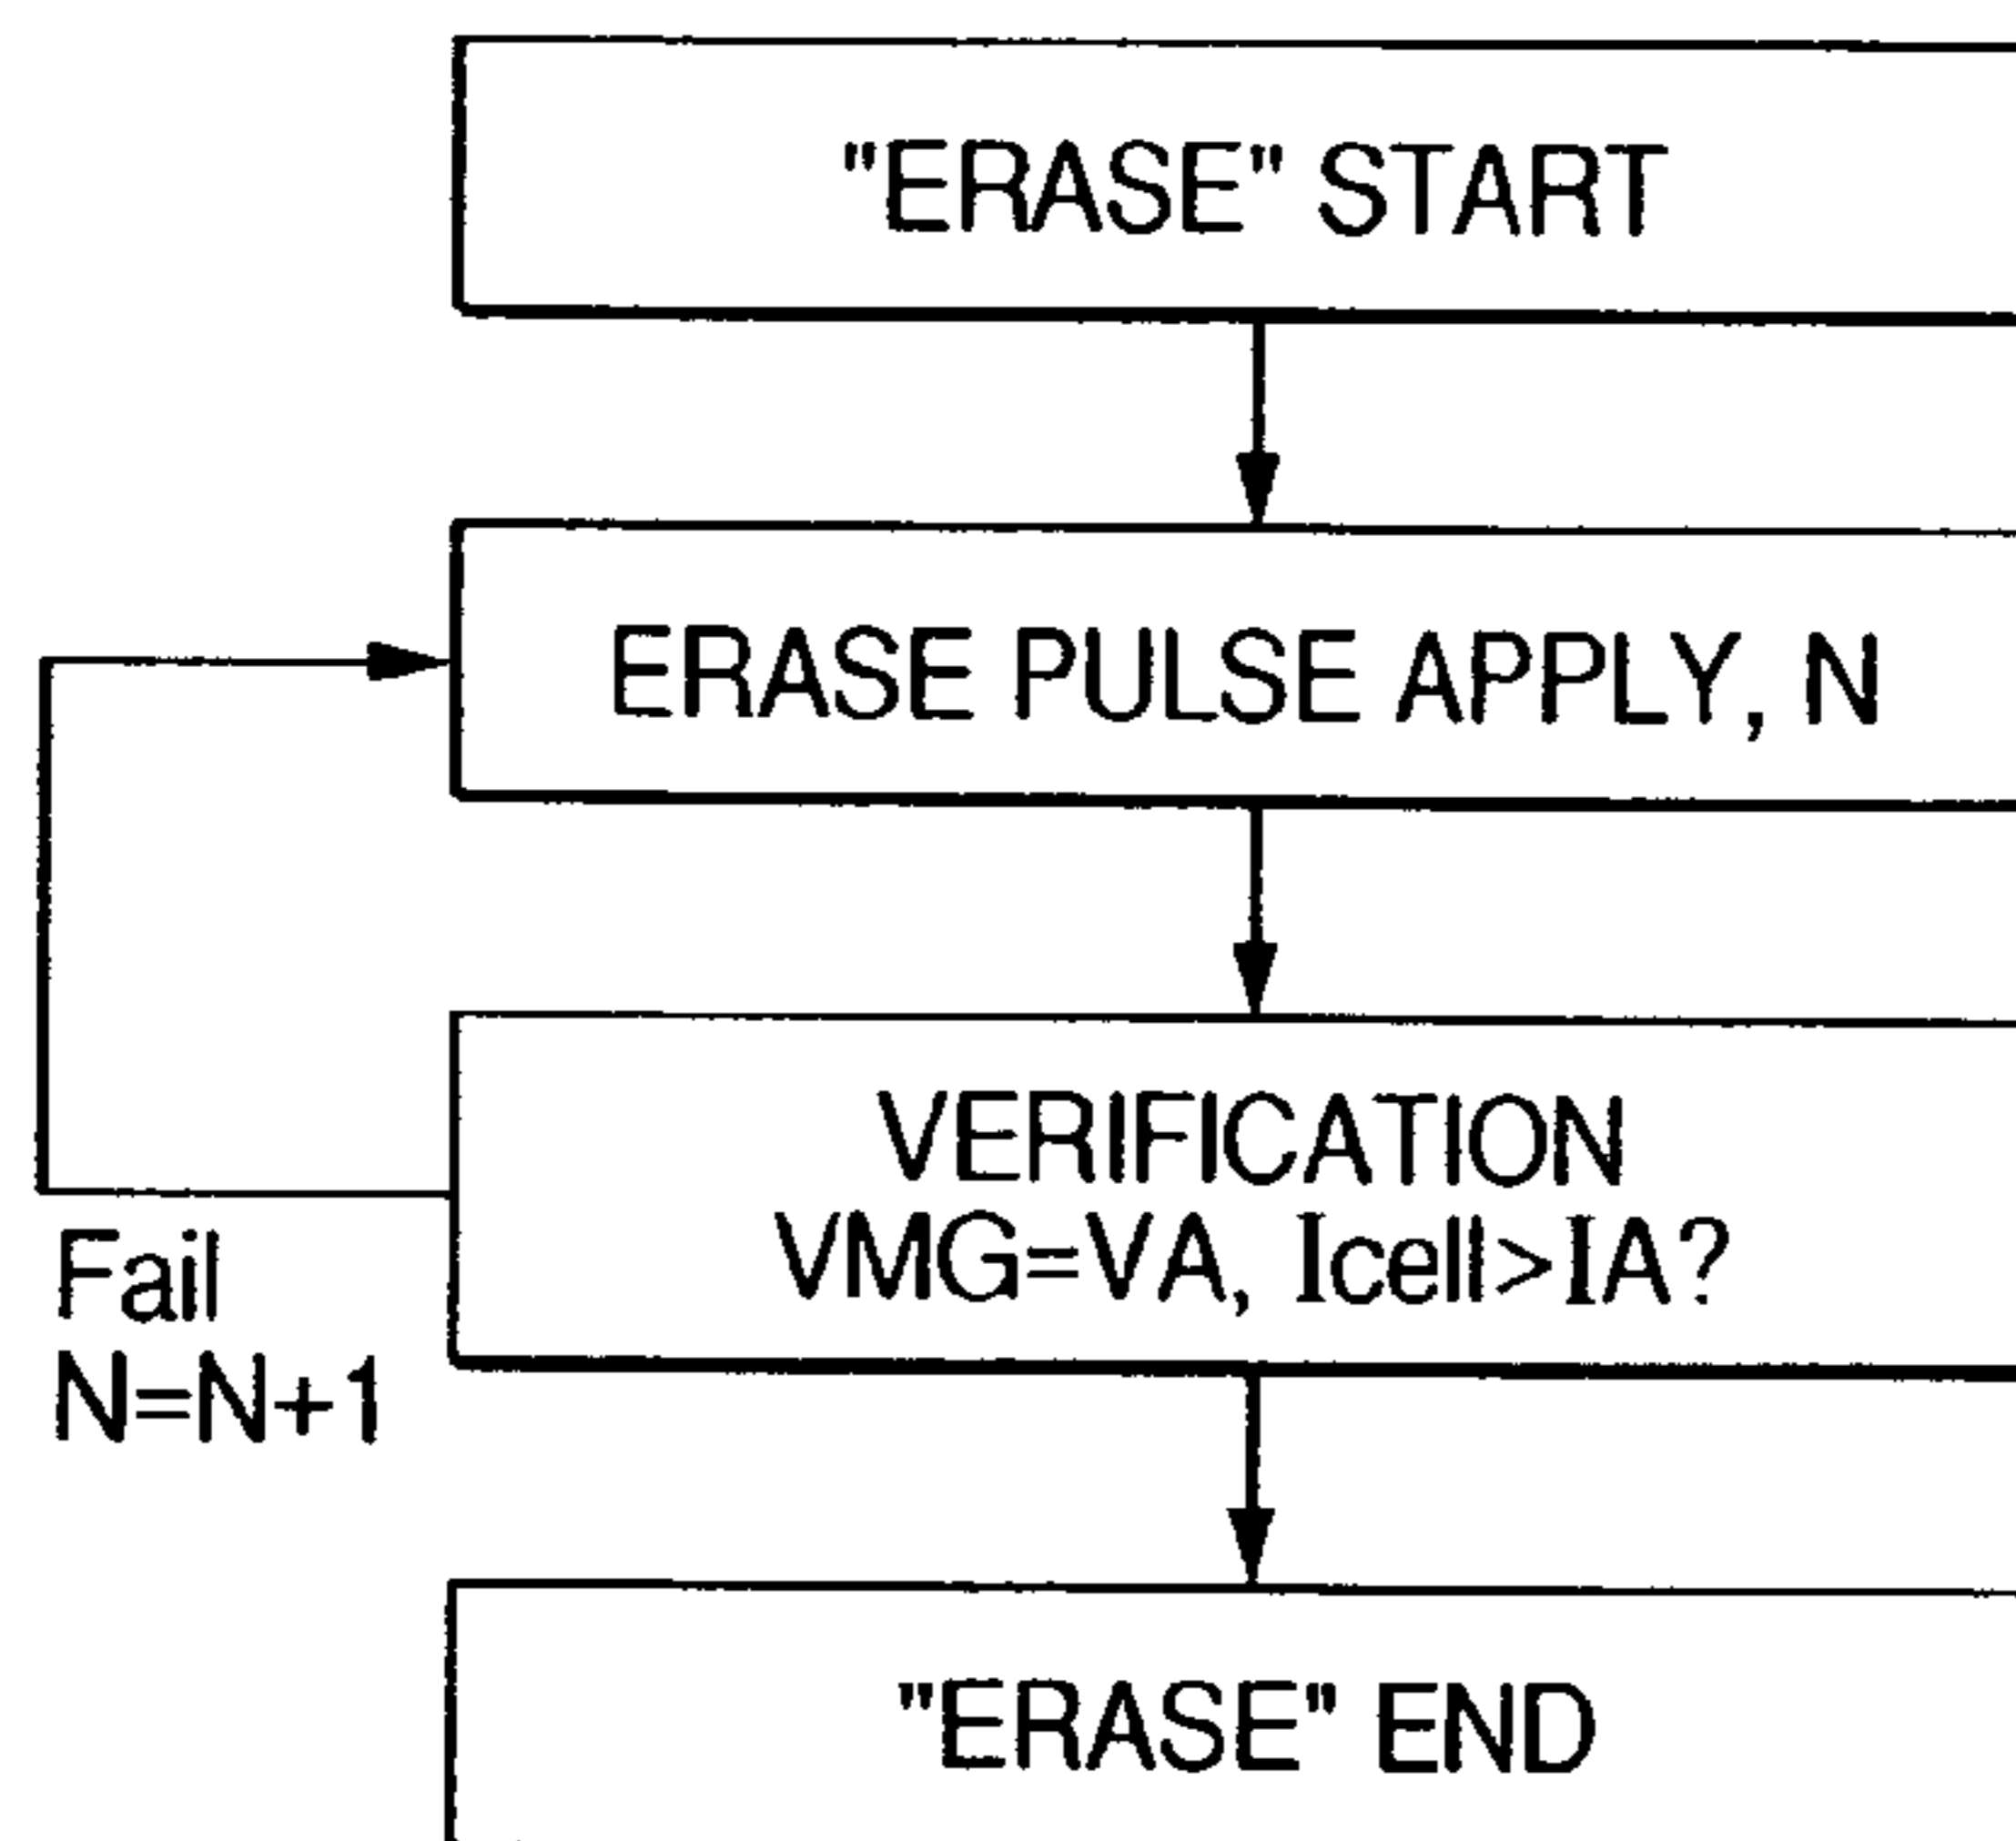 "ERASE" START
ERASE PULSE APPLY, N
VERIFICATION
VMG=VA, Icell>IA?
Fail
N=N+1
"ERASE" END